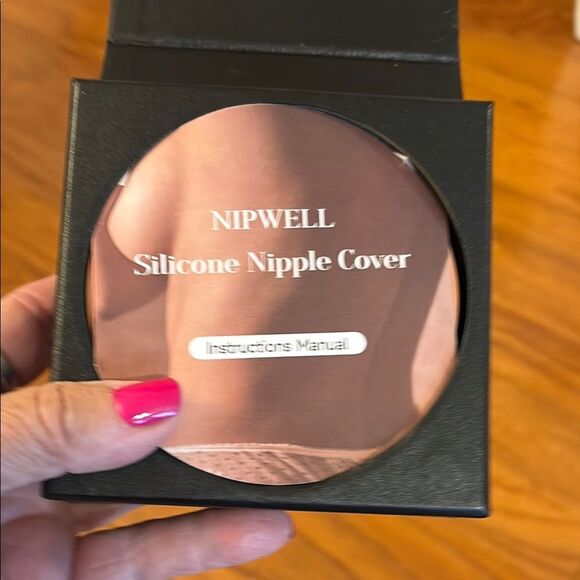 NIPWELL
Silicone Nipple Cover
Instructions Manual